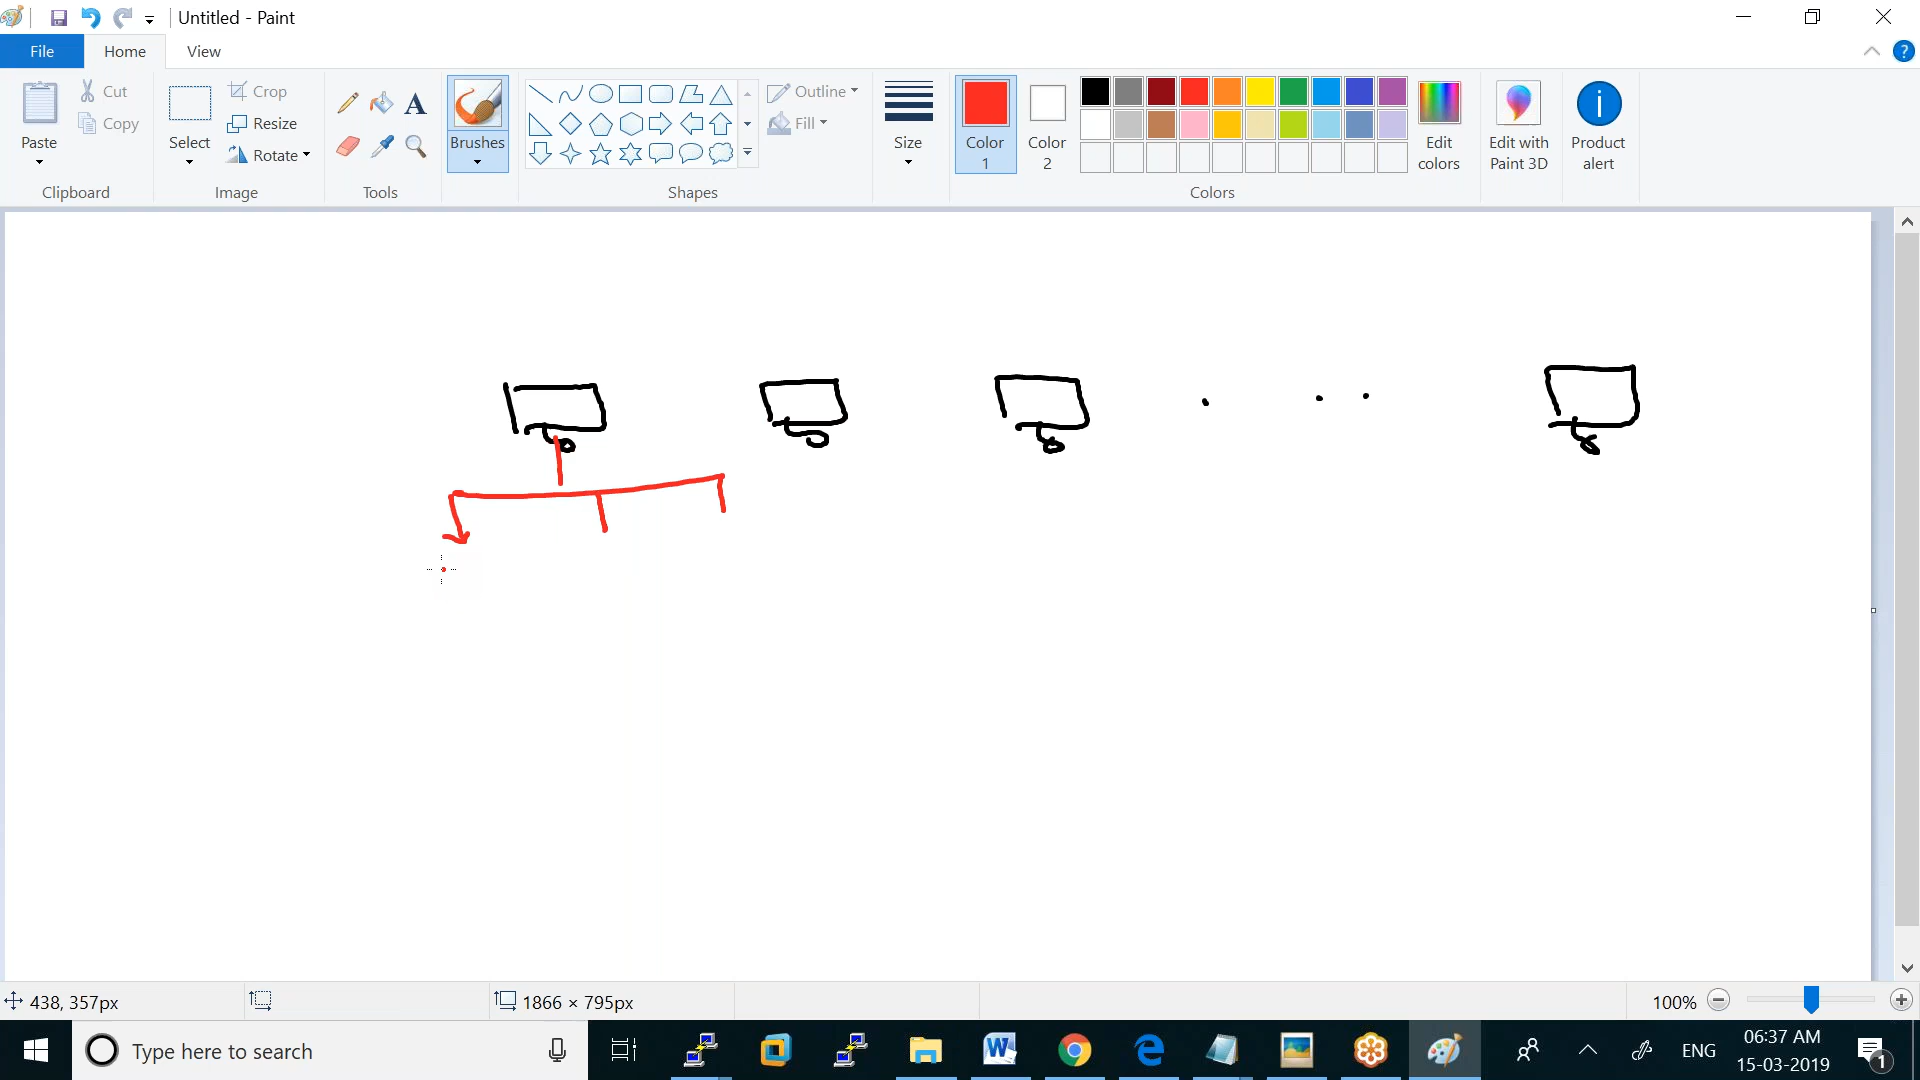 Untitled - Paint
File Home View
Paste Cut Copy
Select Crop Resize Rotate
Brushes
Outline Fill
Size
Color 1 Color 2
Edit colors
Edit with Paint 3D
Product alert
Clipboard Image Tools Shapes Colors
438, 357px 1866 × 795px 100%
Type here to search
ENG 06:37 AM
15-03-2019 1